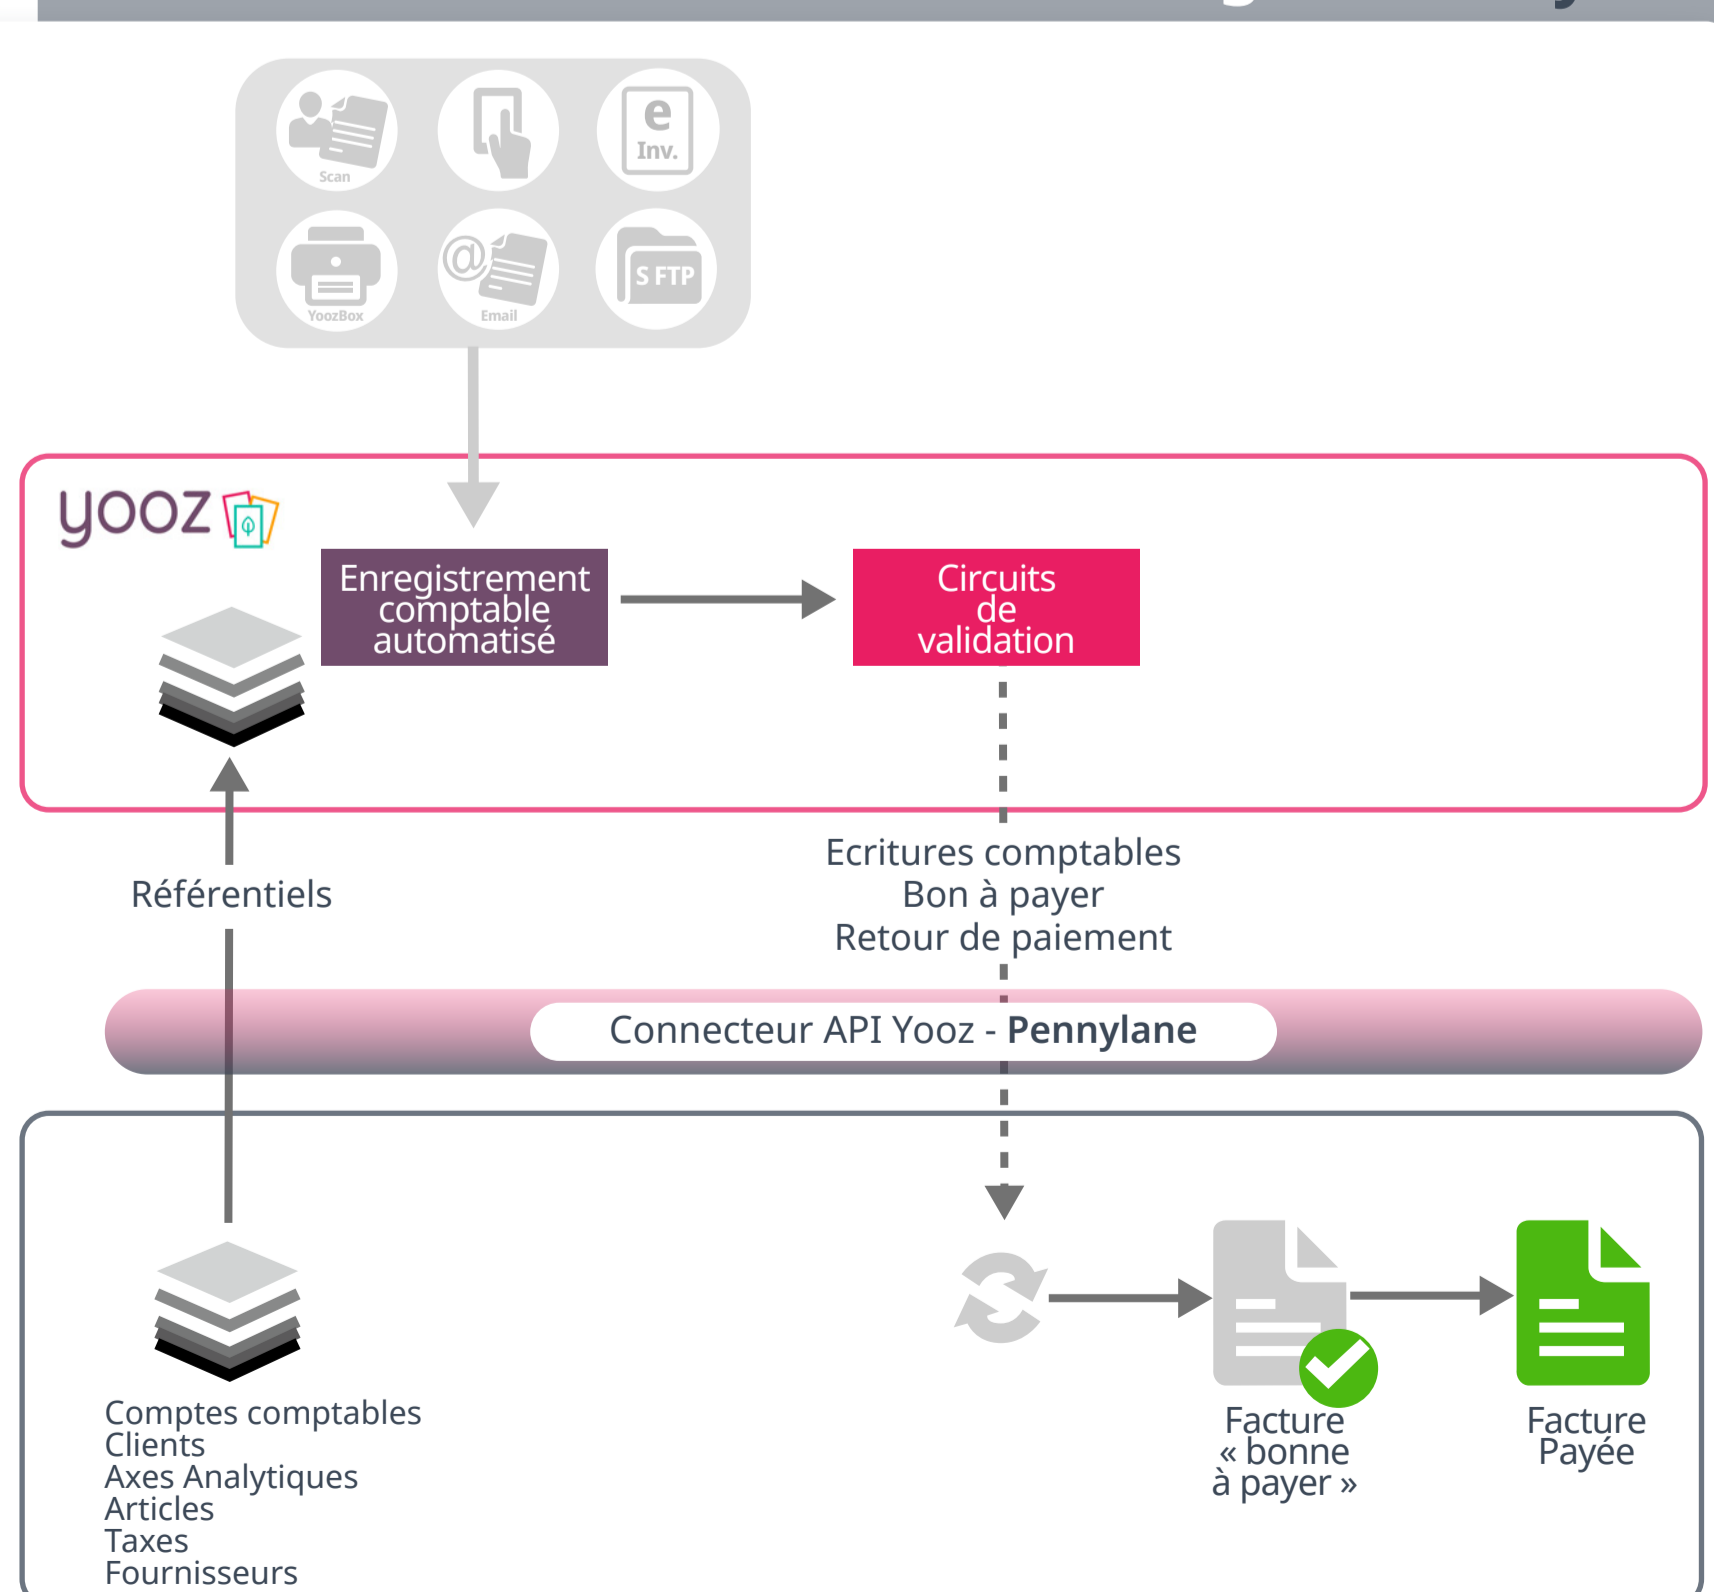 e
Inv.
Scan
@
S FTP
YoozBox
Email
yooz
Enregistrement
comptable
automatisé
Circuits
de
validation
Ecritures comptables
Bon à payer
Retour de paiement
Référentiels
Connecteur API Yooz - Pennylane
Facture
« bonne
à payer »
Facture
Payée
Comptes comptables
Clients
Axes Analytiques
Articles
Taxes
Fournisseurs